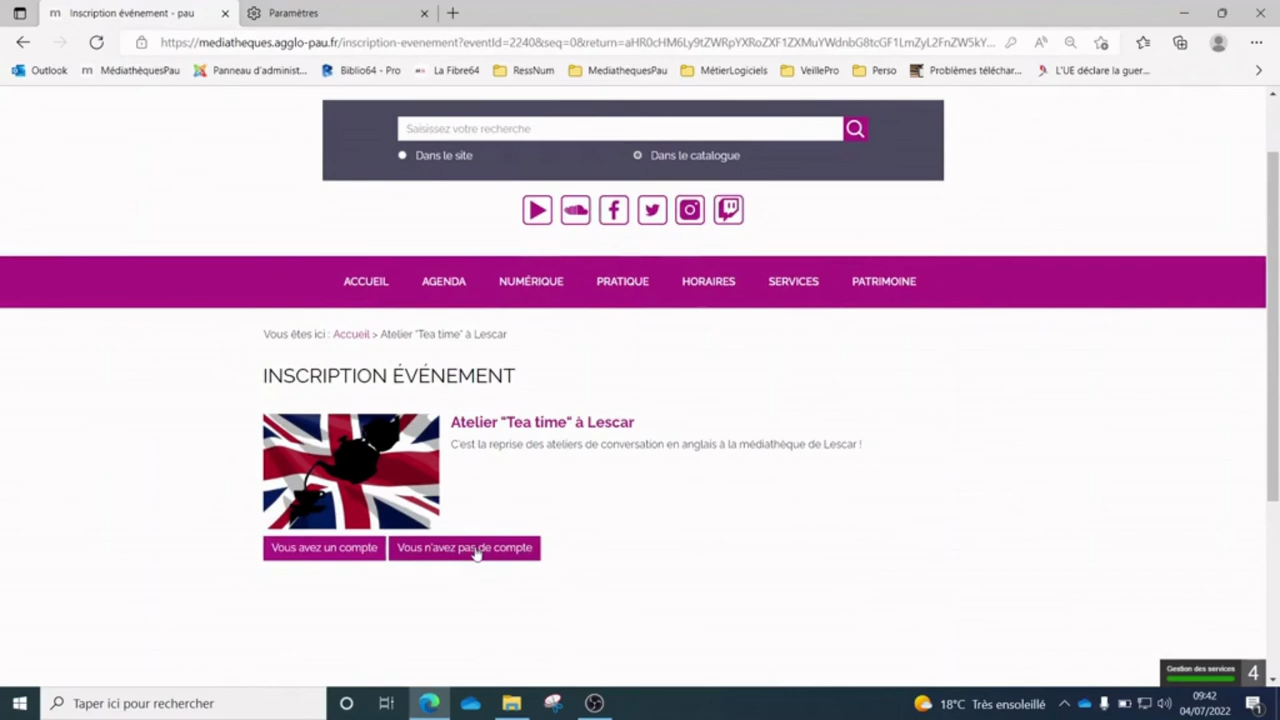 Inscription événement - pau
Paramètres
https://mediatheques.agglo-pau.fr/inscription-evenement?eventId=2240&seq=0&return=aHR0cHM6Ly9tZWRpYXRoZXF1ZXMuYWdnbG8tcGF1LmZyL2FnZW5kY...
Outlook
MédiathèquesPau
Panneau d'administ...
Biblio64 - Pro
La Fibre64
RessNum
MediathequesPau
MétierLogiciels
VeillePro
Perso
Problèmes téléchar...
L'UE déclare la guer...
Saisissez votre recherche
Dans le site
Dans le catalogue
ACCUEIL AGENDA NUMÉRIQUE PRATIQUE HORAIRES SERVICES PATRIMOINE
Vous êtes ici : Accueil > Atelier "Tea time" à Lescar
INSCRIPTION ÉVÉNEMENT
Atelier "Tea time" à Lescar
C'est la reprise des ateliers de conversation en anglais à la médiathèque de Lescar !
Vous avez un compte
Vous n'avez pas de compte
Gestion des services
4
Taper ici pour rechercher
18°C Très ensoleillé
09:42
04/07/2022
1